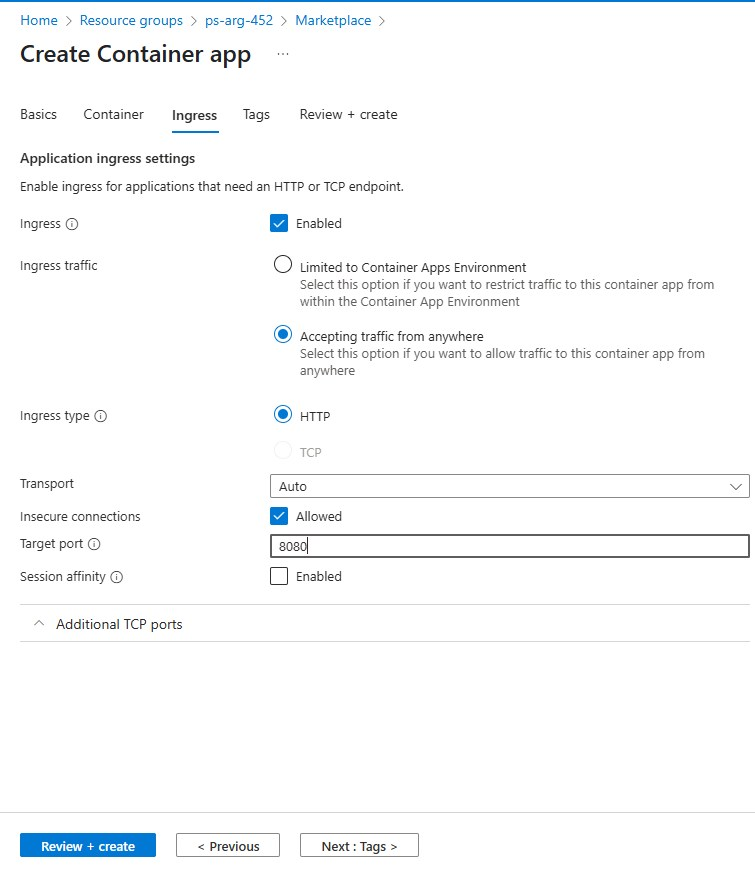 Home > Resource groups > ps-arg-452 > Marketplace >
Create Container app ...
Basics Container Ingress Tags Review + create
Application ingress settings
Enable ingress for applications that need an HTTP or TCP endpoint.
Ingress Enabled
Ingress traffic Limited to Container Apps Environment
Select this option if you want to restrict traffic to this container app from
within the Container App Environment
Accepting traffic from anywhere
Select this option if you want to allow traffic to this container app from
anywhere
Ingress type HTTP
TCP
Transport Auto
Insecure connections Allowed
Target port 8080
Session affinity Enabled
Additional TCP ports
Review + create < Previous Next : Tags >